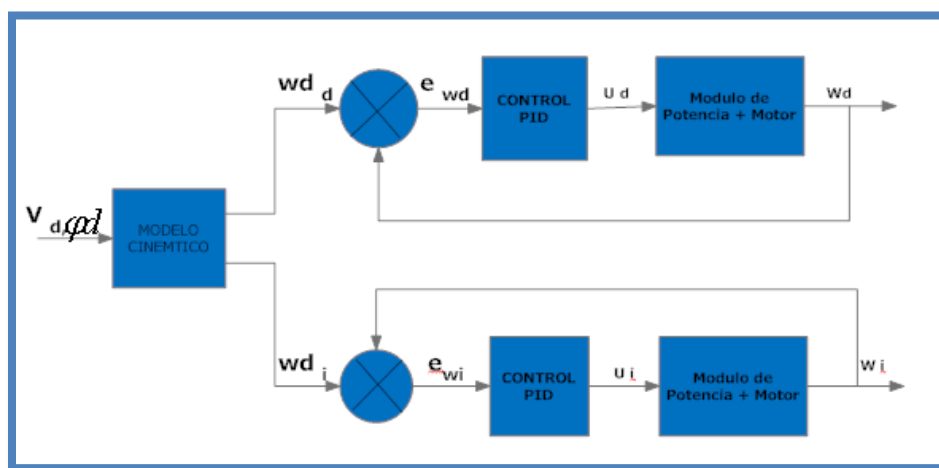 wd d
e wd
CONTROL
PID
U d
Modulo de
Potencia + Motor
Wd
V d, φd
MODELO
CINEMTICO
wd i
e wi
CONTROL
PID
U i
Modulo de
Potencia + Motor
W i